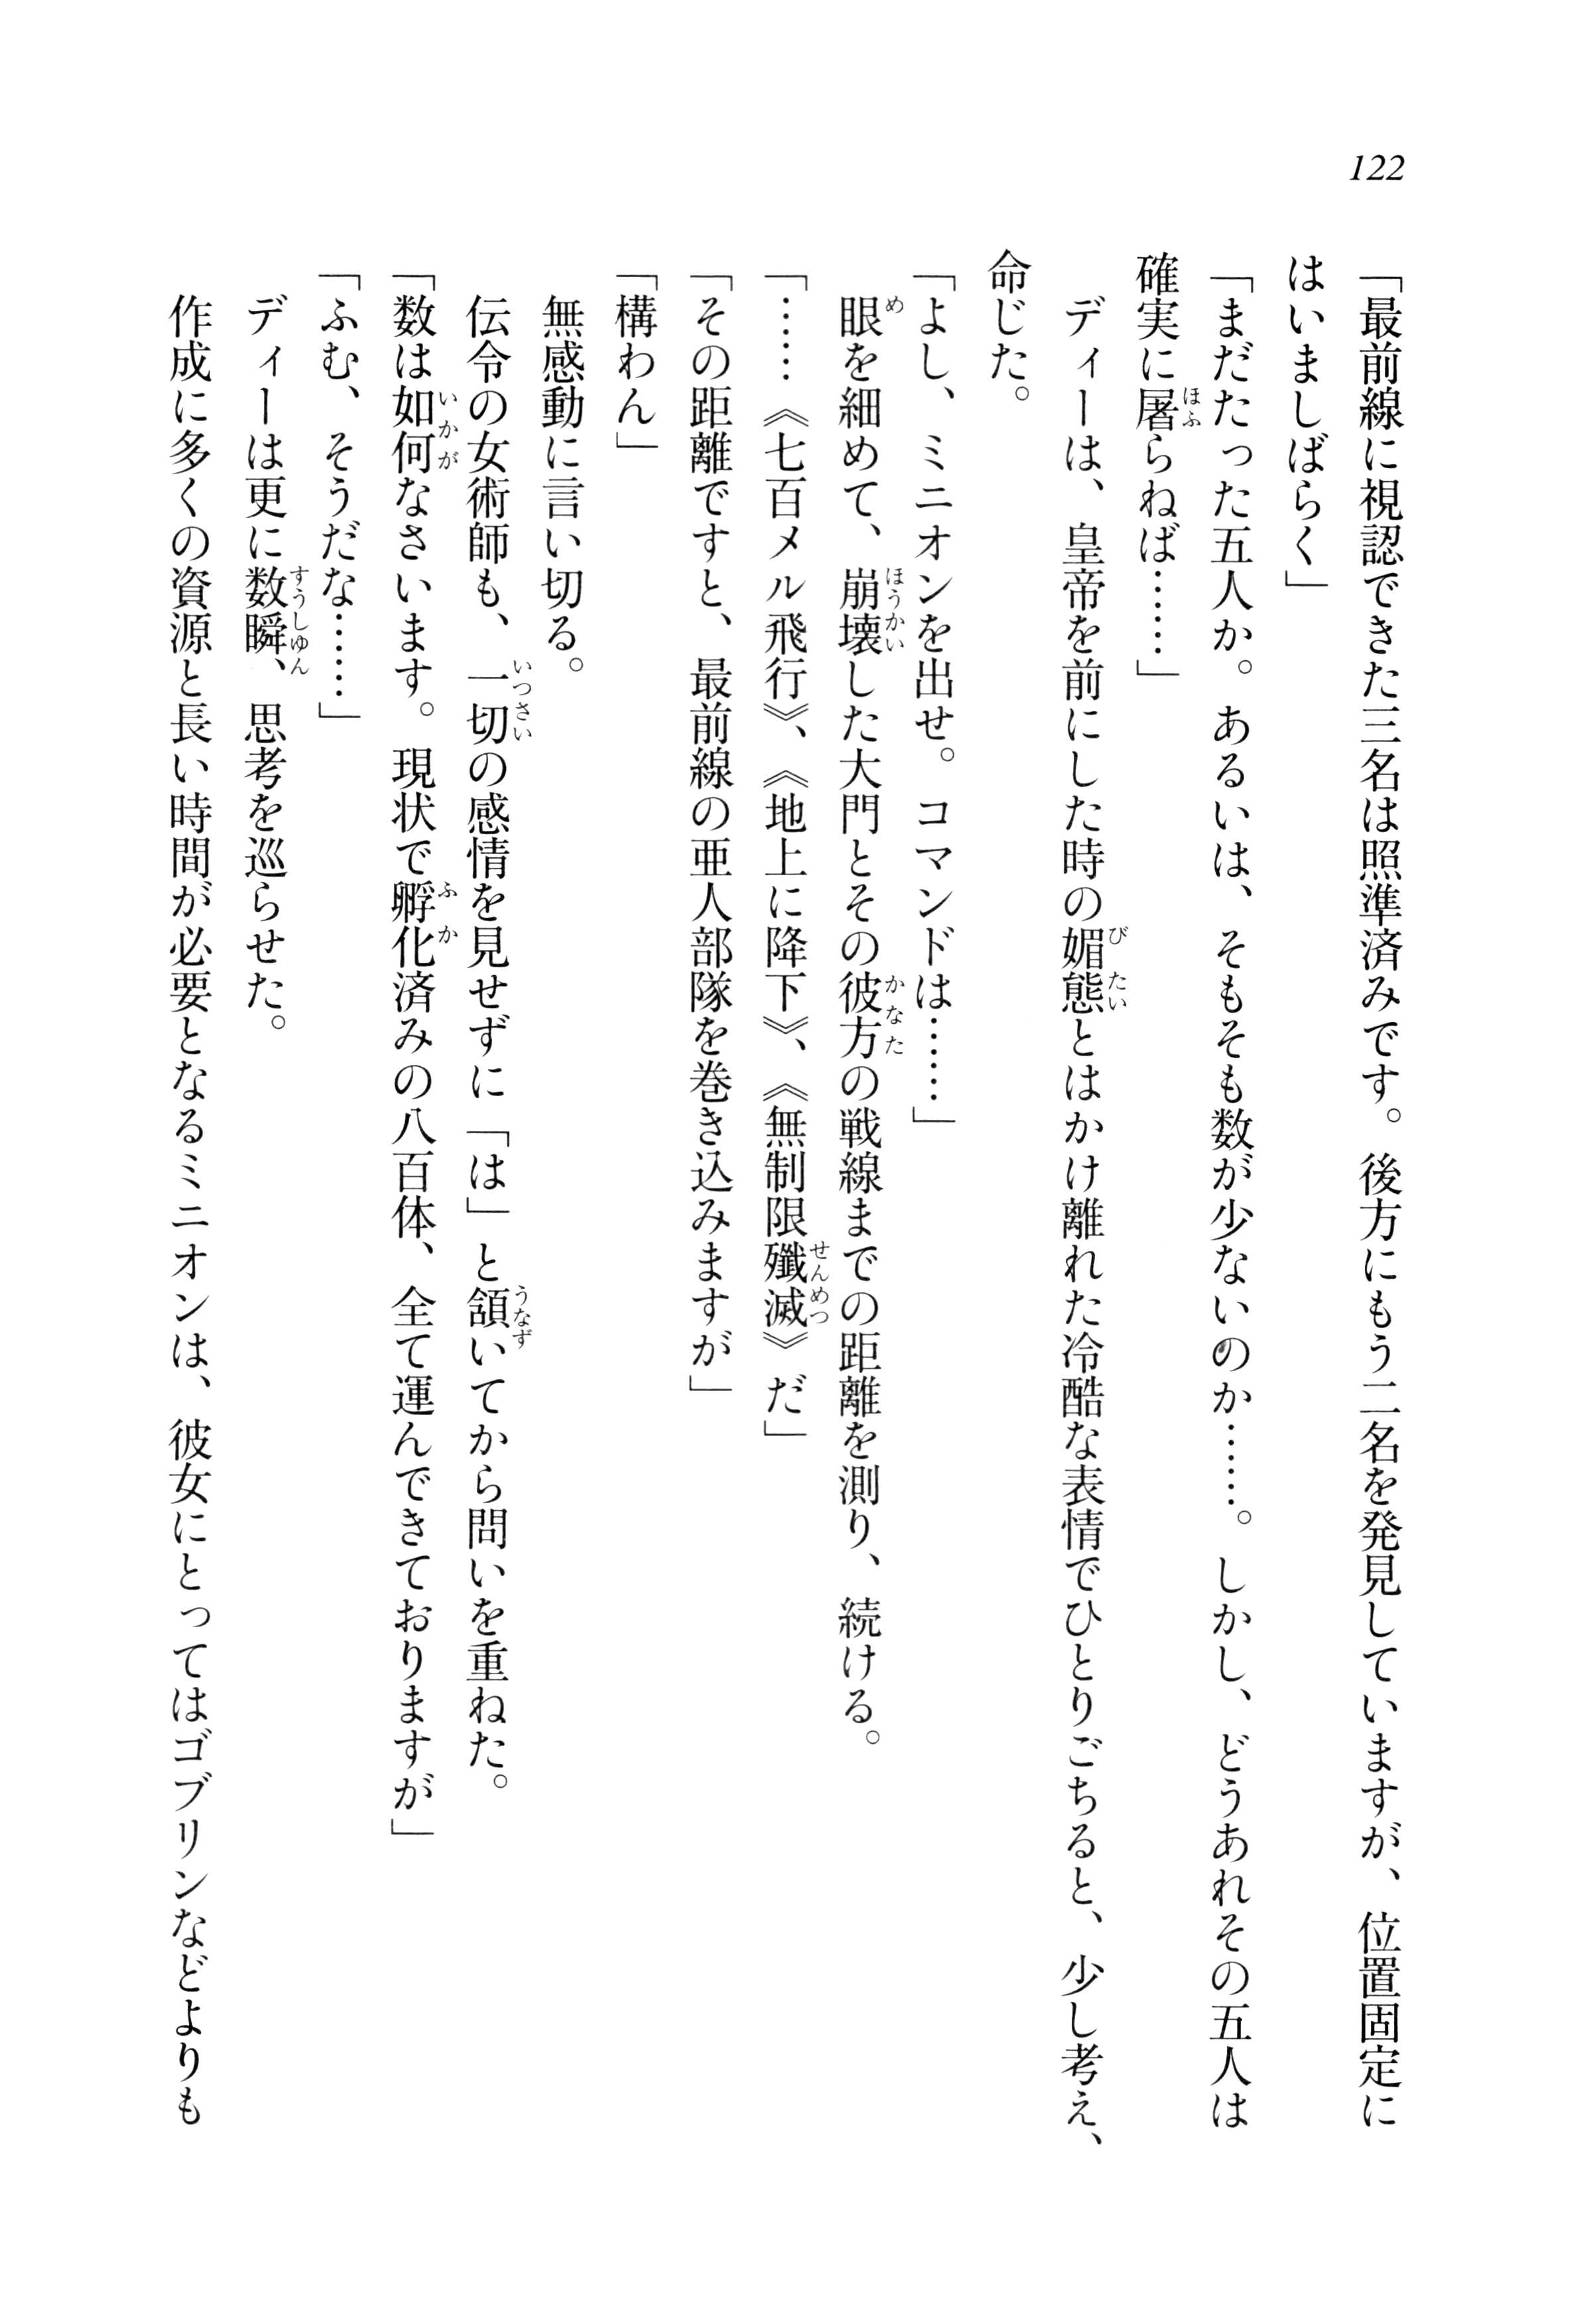 122
「最前線に視認できた三名は照準済みです。後方にもう二名を発見していますが、位置固定に
はいましばらく」
「まだたった五人か。あるいは、そもそも数が少ないのか……。しかし、どうあれその五人は
確実に屠らねば……」
ディーは、皇帝を前にした時の媚態とはかけ離れた冷酷な表情でひとりごちると、少し考え、
命じた。
「よし、ミニオンを出せ。コマンドは……」
眼を細めて、崩壊した大門とその彼方の戦線までの距離を測り、続ける。
「……《七百メル飛行》、《地上に降下》、《無制限殲滅》だ」
「その距離ですと、最前線の亜人部隊を巻き込みますが」
「構わん」
無感動に言い切る。
伝令の女術師も、一切の感情を見せずに「は」と頷いてから問いを重ねた。
「数は如何なさいます。現状で孵化済みの八百体、全て運んできておりますが」
「ふむ、そうだな……」
ディーは更に数瞬、思考を巡らせた。
作成に多くの資源と長い時間が必要となるミニオンは、彼女にとってはゴブリンなどよりも